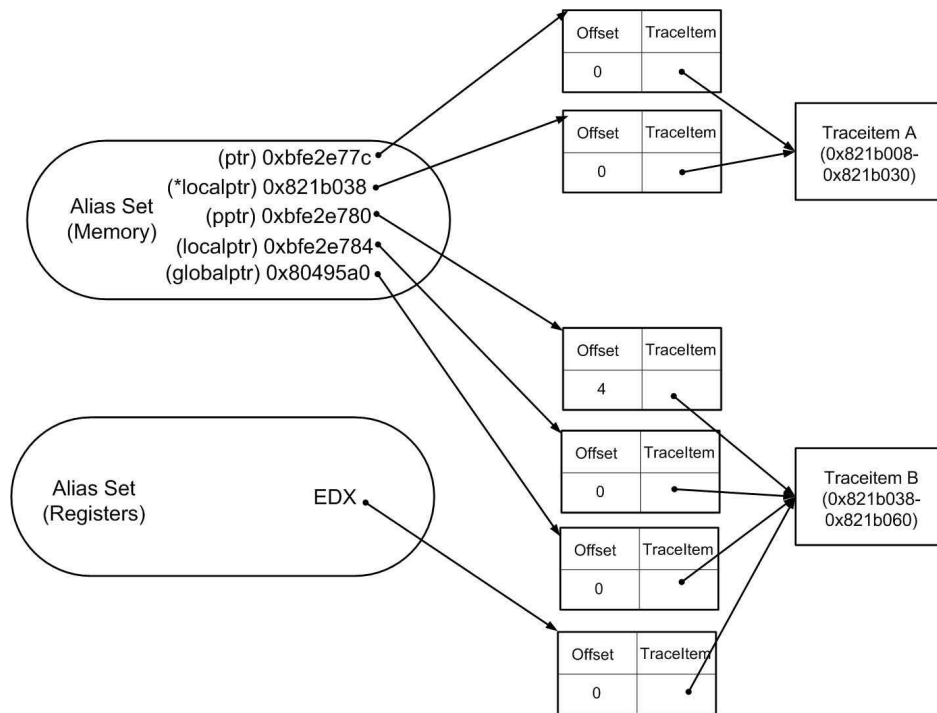 Offset TraceItem
0
Offset TraceItem
0
Traceitem A
(0x821b008-
0x821b030)
(ptr) 0xbfe2e77c
(*localptr) 0x821b038
(pptr) 0xbfe2e780
(localptr) 0xbfe2e784
(globalptr) 0x80495a0
Alias Set
(Memory)
Offset TraceItem
4
Offset TraceItem
0
Offset TraceItem
0
Offset TraceItem
0
Traceitem B
(0x821b038-
0x821b060)
Alias Set
(Registers)
EDX